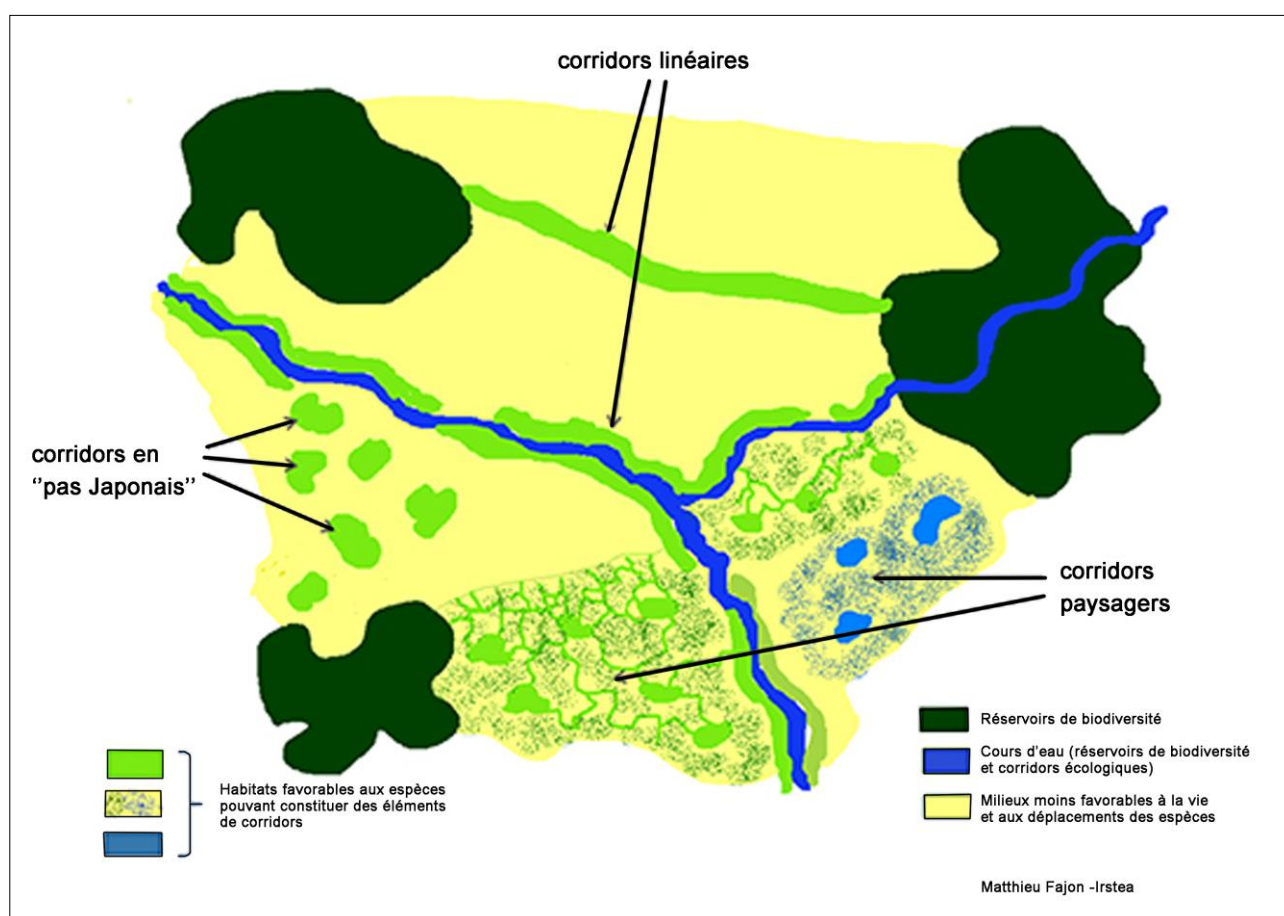 corridors linéaires
corridors en
"pas Japonais"
corridors
paysagers
Habitats favorables aux espèces
pouvant constituer des éléments
de corridors
Réservoirs de biodiversité
Cours d'eau (réservoirs de biodiversité
et corridors écologiques)
Milieux moins favorables à la vie
et aux déplacements des espèces
Matthieu Fajon -Irstea